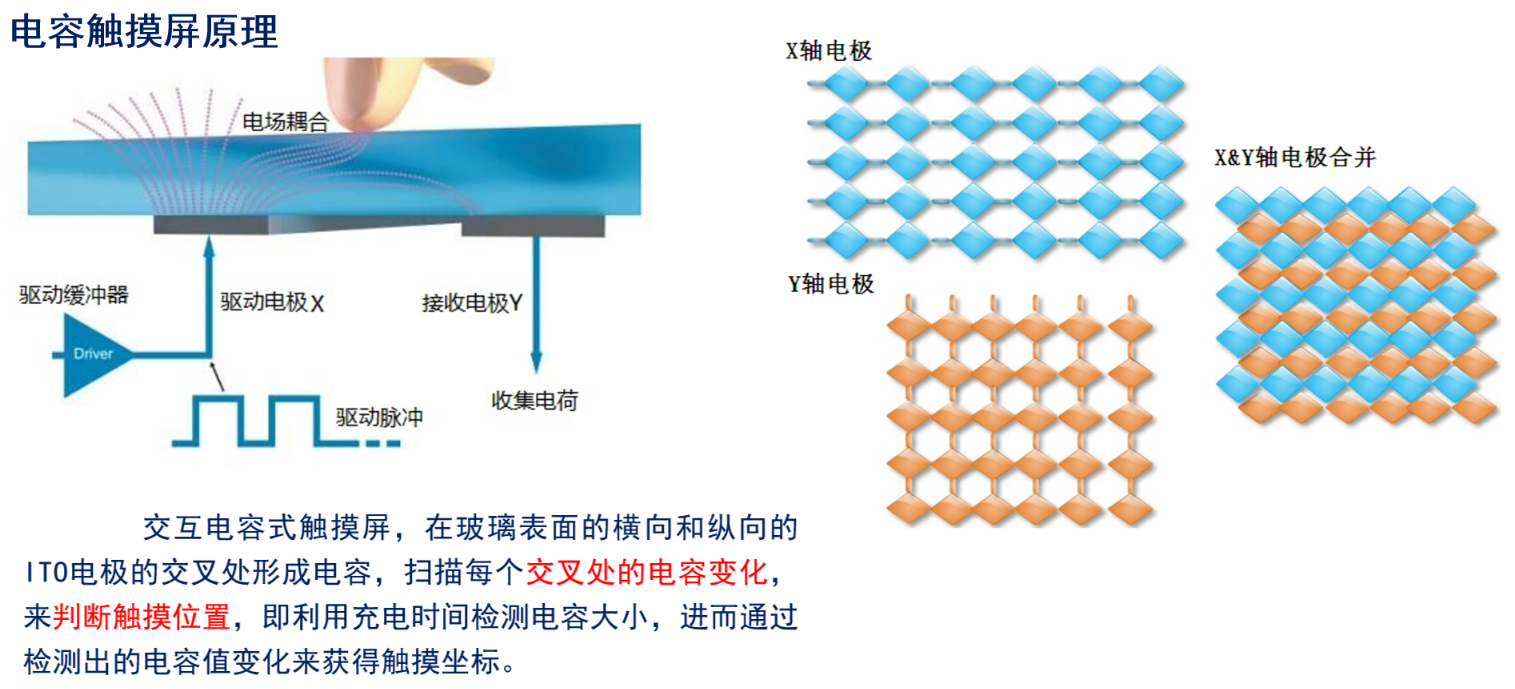 电容触摸屏原理
电场耦合
驱动缓冲器
驱动电极X
接收电极Y
Driver
收集电荷
驱动脉冲
X轴电极
Y轴电极
X&Y轴电极合并
交互电容式触摸屏，在玻璃表面的横向和纵向的
ITO电极的交叉处形成电容，扫描每个交叉处的电容变化，
来判断触摸位置，即利用充电时间检测电容大小，进而通过
检测出的电容值变化来获得触摸坐标。